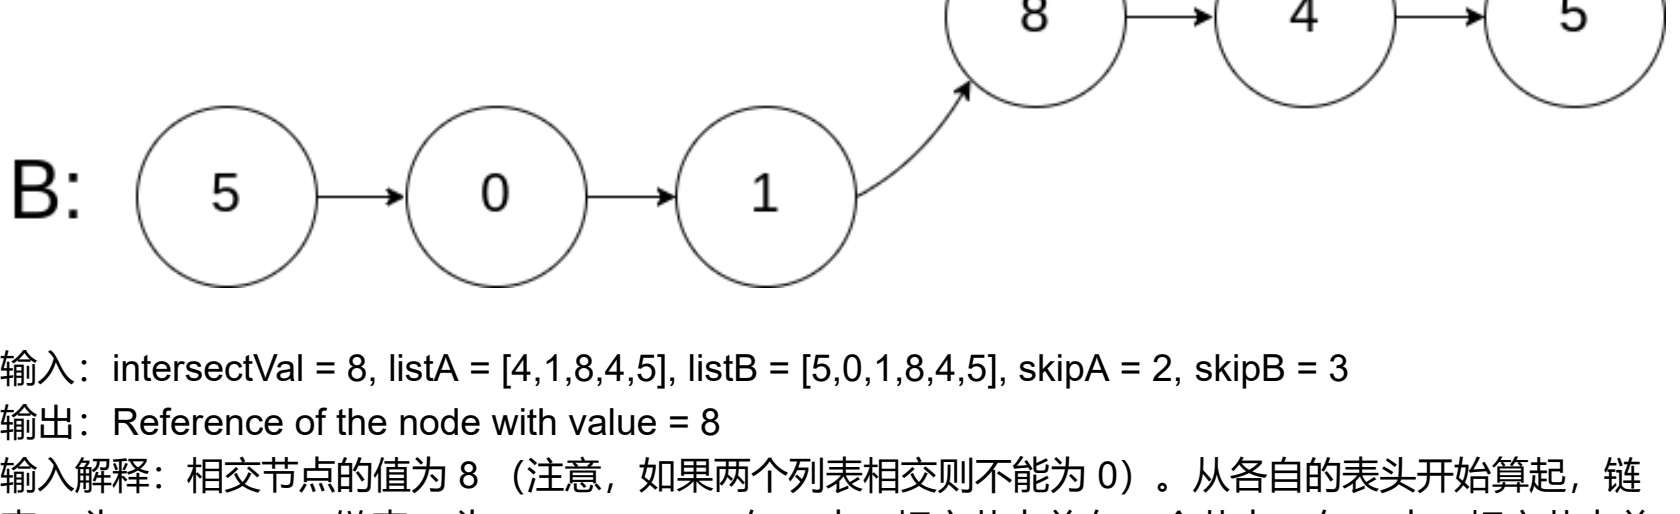 8 4 5
B: 5 0 1
输入：intersectVal = 8, listA = [4,1,8,4,5], listB = [5,0,1,8,4,5], skipA = 2, skipB = 3
输出：Reference of the node with value = 8
输入解释：相交节点的值为 8 （注意，如果两个列表相交则不能为 0）。从各自的表头开始算起，链